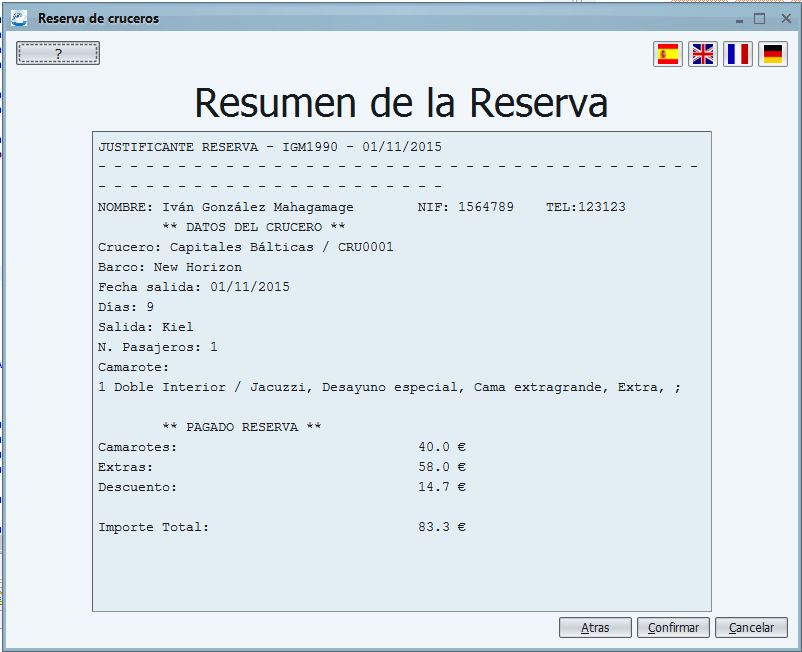 Reserva de cruceros
?
Resumen de la Reserva
JUSTIFICANTE RESERVA - IGM1990 - 01/11/2015
- - - - - - - - - - - - - - - - - - - - - - - - - - - - - - - - - - - - - -
- - - - - - - - - - - - - - - - - - - - - -
NOMBRE: Iván González Mahagamage NIF: 1564789 TEL:123123
** DATOS DEL CRUCERO **
Crucero: Capitales Bálticas / CRU0001
Barco: New Horizon
Fecha salida: 01/11/2015
Días: 9
Salida: Kiel
N. Pasajeros: 1
Camarote:
1 Doble Interior / Jacuzzi, Desayuno especial, Cama extragrande, Extra, ;
** PAGADO RESERVA **
Camarotes: 40.0 €
Extras: 58.0 €
Descuento: 14.7 €
Importe Total: 83.3 €
Atras Confirmar Cancelar